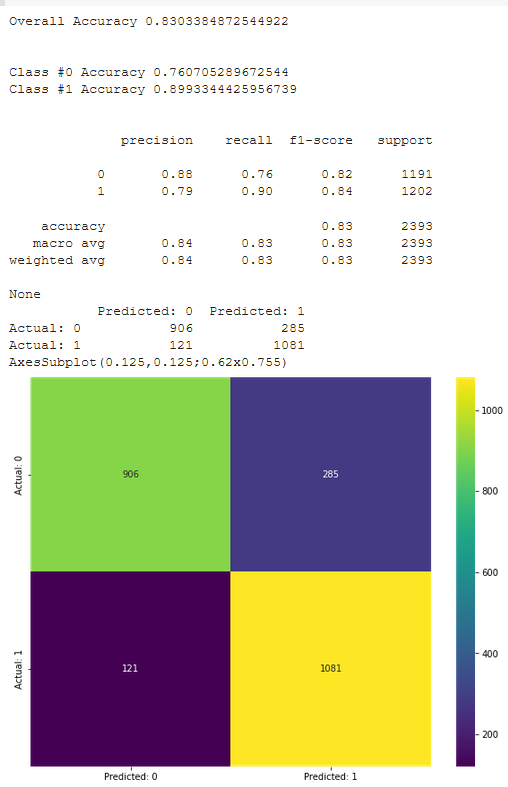 Overall Accuracy 0.8303384872544922
Class #0 Accuracy 0.760705289672544
Class #1 Accuracy 0.8993344425956739
precision recall f1-score support
0 0.88 0.76 0.82 1191
1 0.79 0.90 0.84 1202
accuracy 0.83 2393
macro avg 0.84 0.83 0.83 2393
weighted avg 0.84 0.83 0.83 2393
None
Predicted: 0 Predicted: 1
Actual: 0 906 285
Actual: 1 121 1081
AxesSubplot(0.125,0.125;0.62x0.755)
1000
800
600
400
200
Actual: 0
906 285
Actual: 1
121 1081
Predicted: 0 Predicted: 1